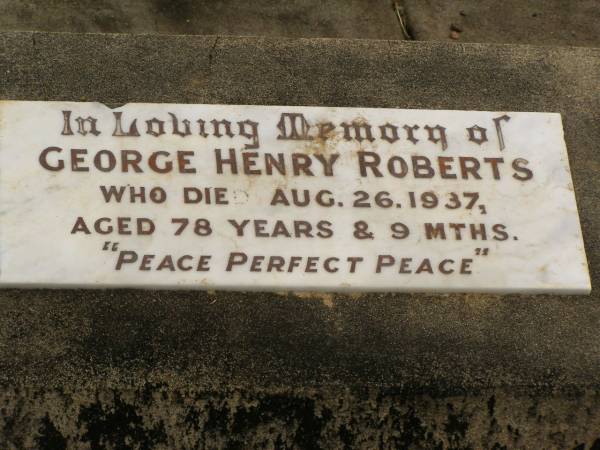 In Loving Memory of
GEORGE HENRY ROBERTS
WHO DIED AUG. 26. 1937,
AGED 78 YEARS & 9 MTHS.
"PEACE PERFECT PEACE"